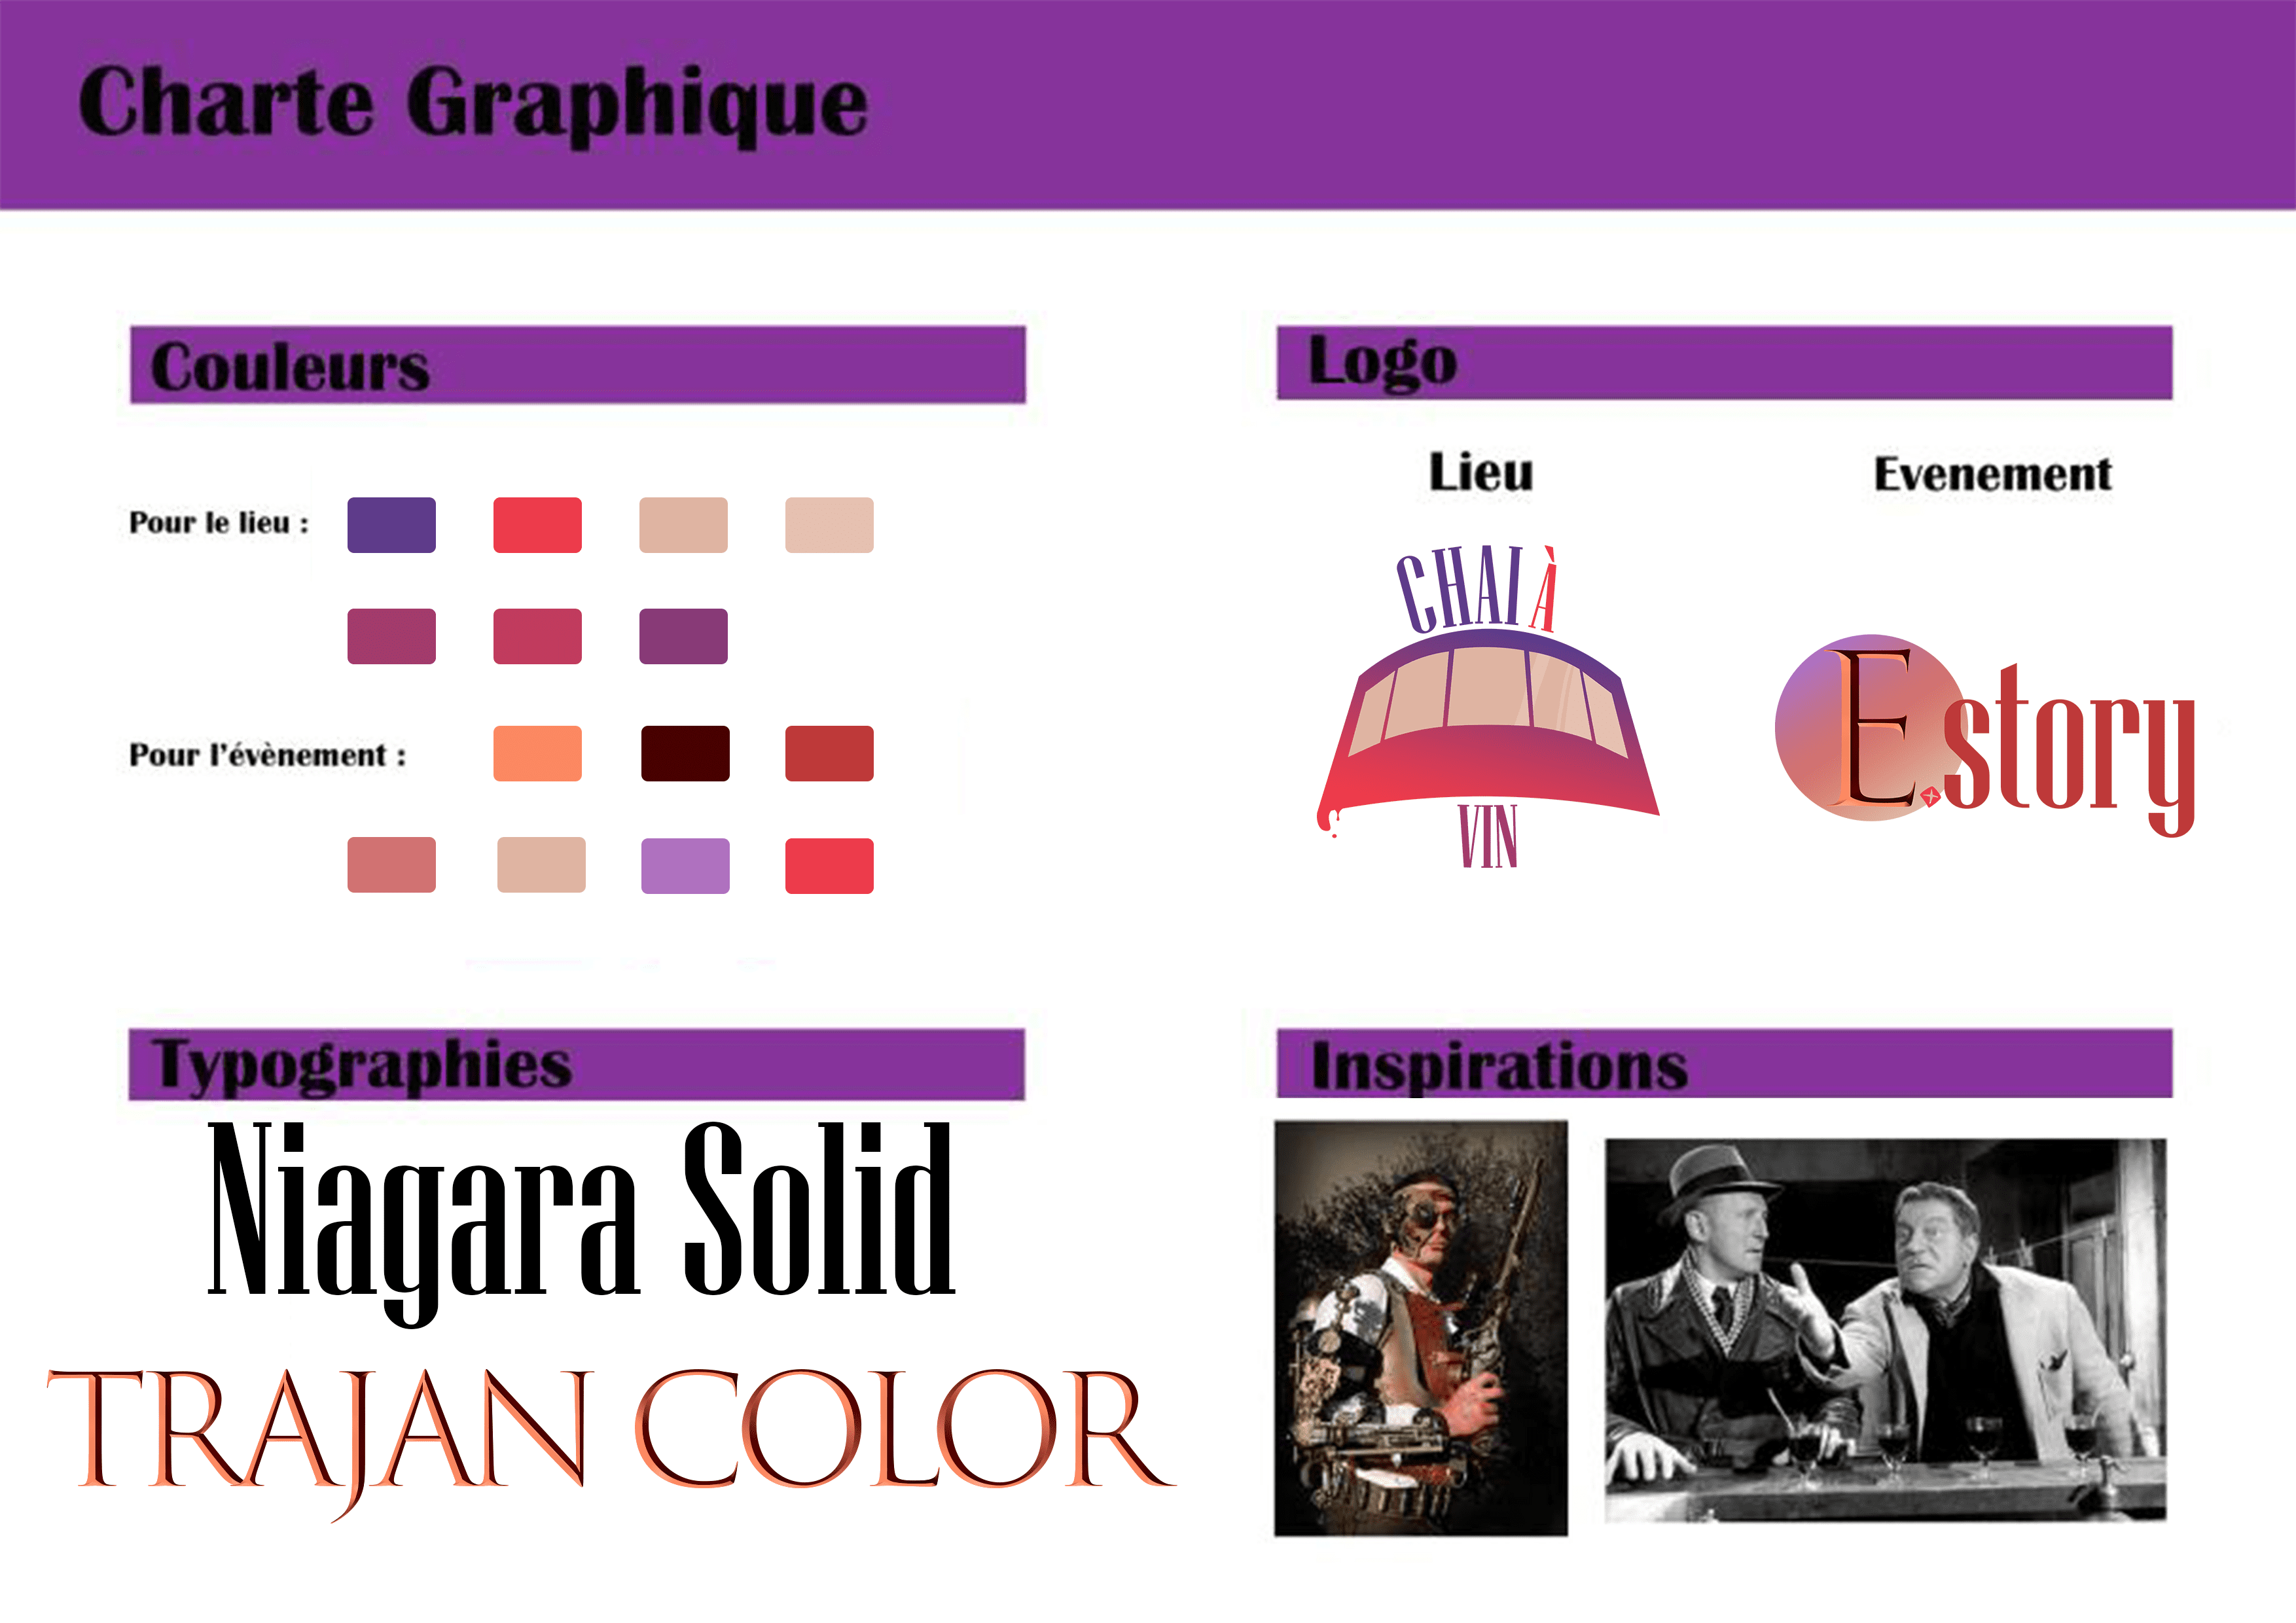 Charte Graphique
Couleurs
Pour le lieu :
Pour l'évènement :
Logo
Lieu
Evenement
CHAI À
VIN
E.story
Typographies
Niagara Solid
TRAJAN COLOR
Inspirations